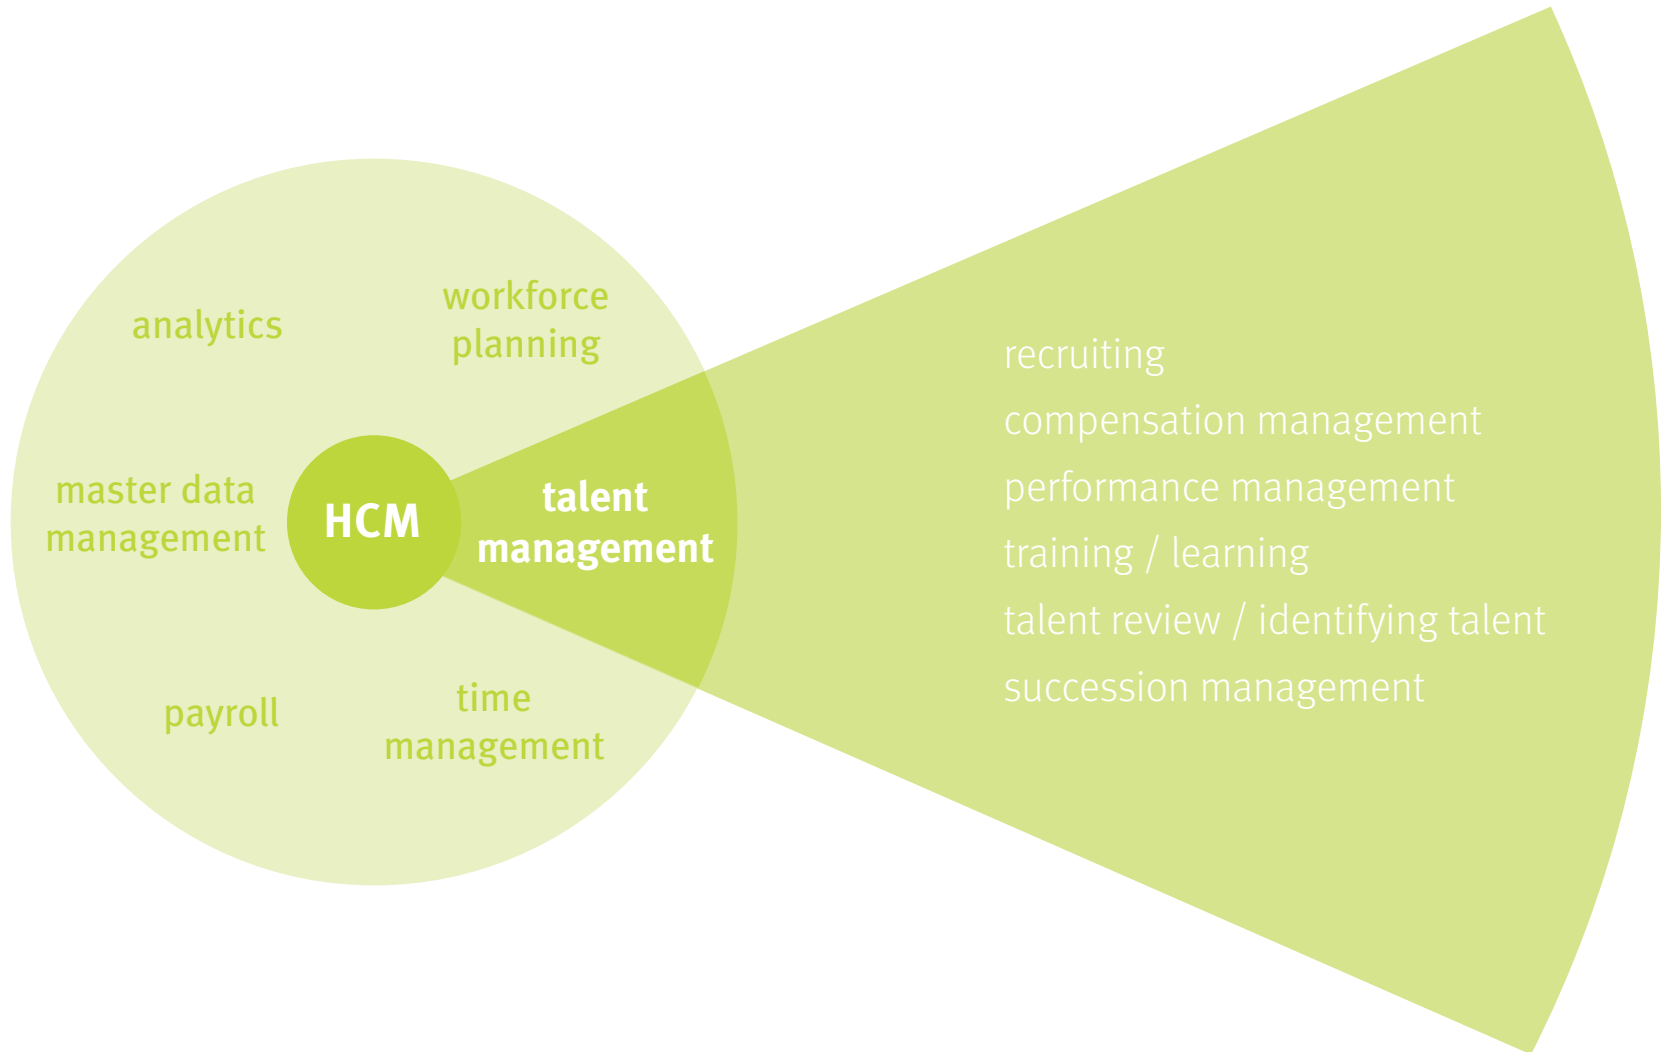 analytics
workforce
planning
master data
management
HCM
talent
management
payroll
time
management
recruiting
compensation management
performance management
training / learning
talent review / identifying talent
succession management